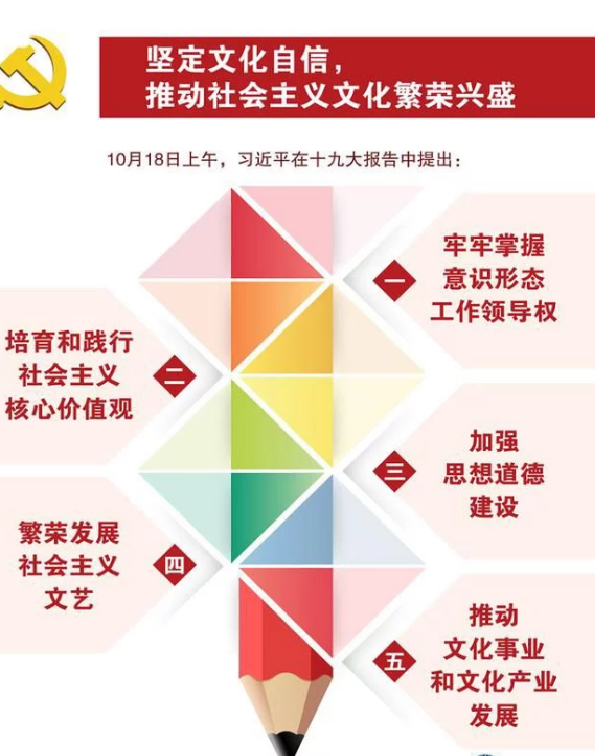 坚定文化自信，
推动社会主义文化繁荣兴盛
10月18日上午，习近平在十九大报告中提出：
一
牢牢掌握
意识形态
工作领导权
二
培育和践行
社会主义
核心价值观
三
加强
思想道德
建设
四
繁荣发展
社会主义
文艺
五
推动
文化事业
和文化产业
发展